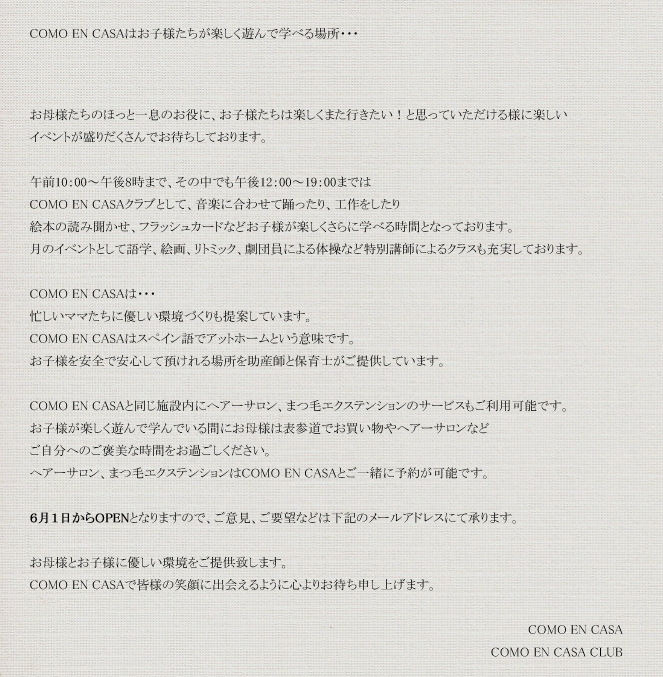 COMO EN CASAはお子様たちが楽しく遊んで学べる場所・・・
お母様たちのほっと一息のお役に、お子様たちは楽しくまた行きたい！と思っていただける様に楽しい
イベントが盛りだくさんでお待ちしております。
午前10:00～午後8時まで、その中でも午後12:00～19:00までは
COMO EN CASAクラブとして、音楽に合わせて踊ったり、工作をしたり
絵本の読み聞かせ、フラッシュカードなどお子様が楽しくさらに学べる時間となっております。
月のイベントとして語学、絵画、リトミック、劇団員による体操など特別講師によるクラスも充実しております。
COMO EN CASAは・・・
忙しいママたちに優しい環境づくりも提案しています。
COMO EN CASAはスペイン語でアットホームという意味です。
お子様を安全で安心して預けれる場所を助産師と保育士がご提供しています。
COMO EN CASAと同じ施設内にヘアーサロン、まつ毛エクステンションのサービスもご利用可能です。
お子様が楽しく遊んで学んでいる間にお母様は表参道でお買い物やヘアーサロンなど
ご自分へのご褒美な時間をお過ごしください。
ヘアーサロン、まつ毛エクステンションはCOMO EN CASAとご一緒に予約が可能です。
６月１日からOPENとなりますので、ご意見、ご要望などは下記のメールアドレスにて承ります。
お母様とお子様に優しい環境をご提供致します。
COMO EN CASAで皆様の笑顔に出会えるように心よりお待ち申し上げます。
COMO EN CASA
COMO EN CASA CLUB